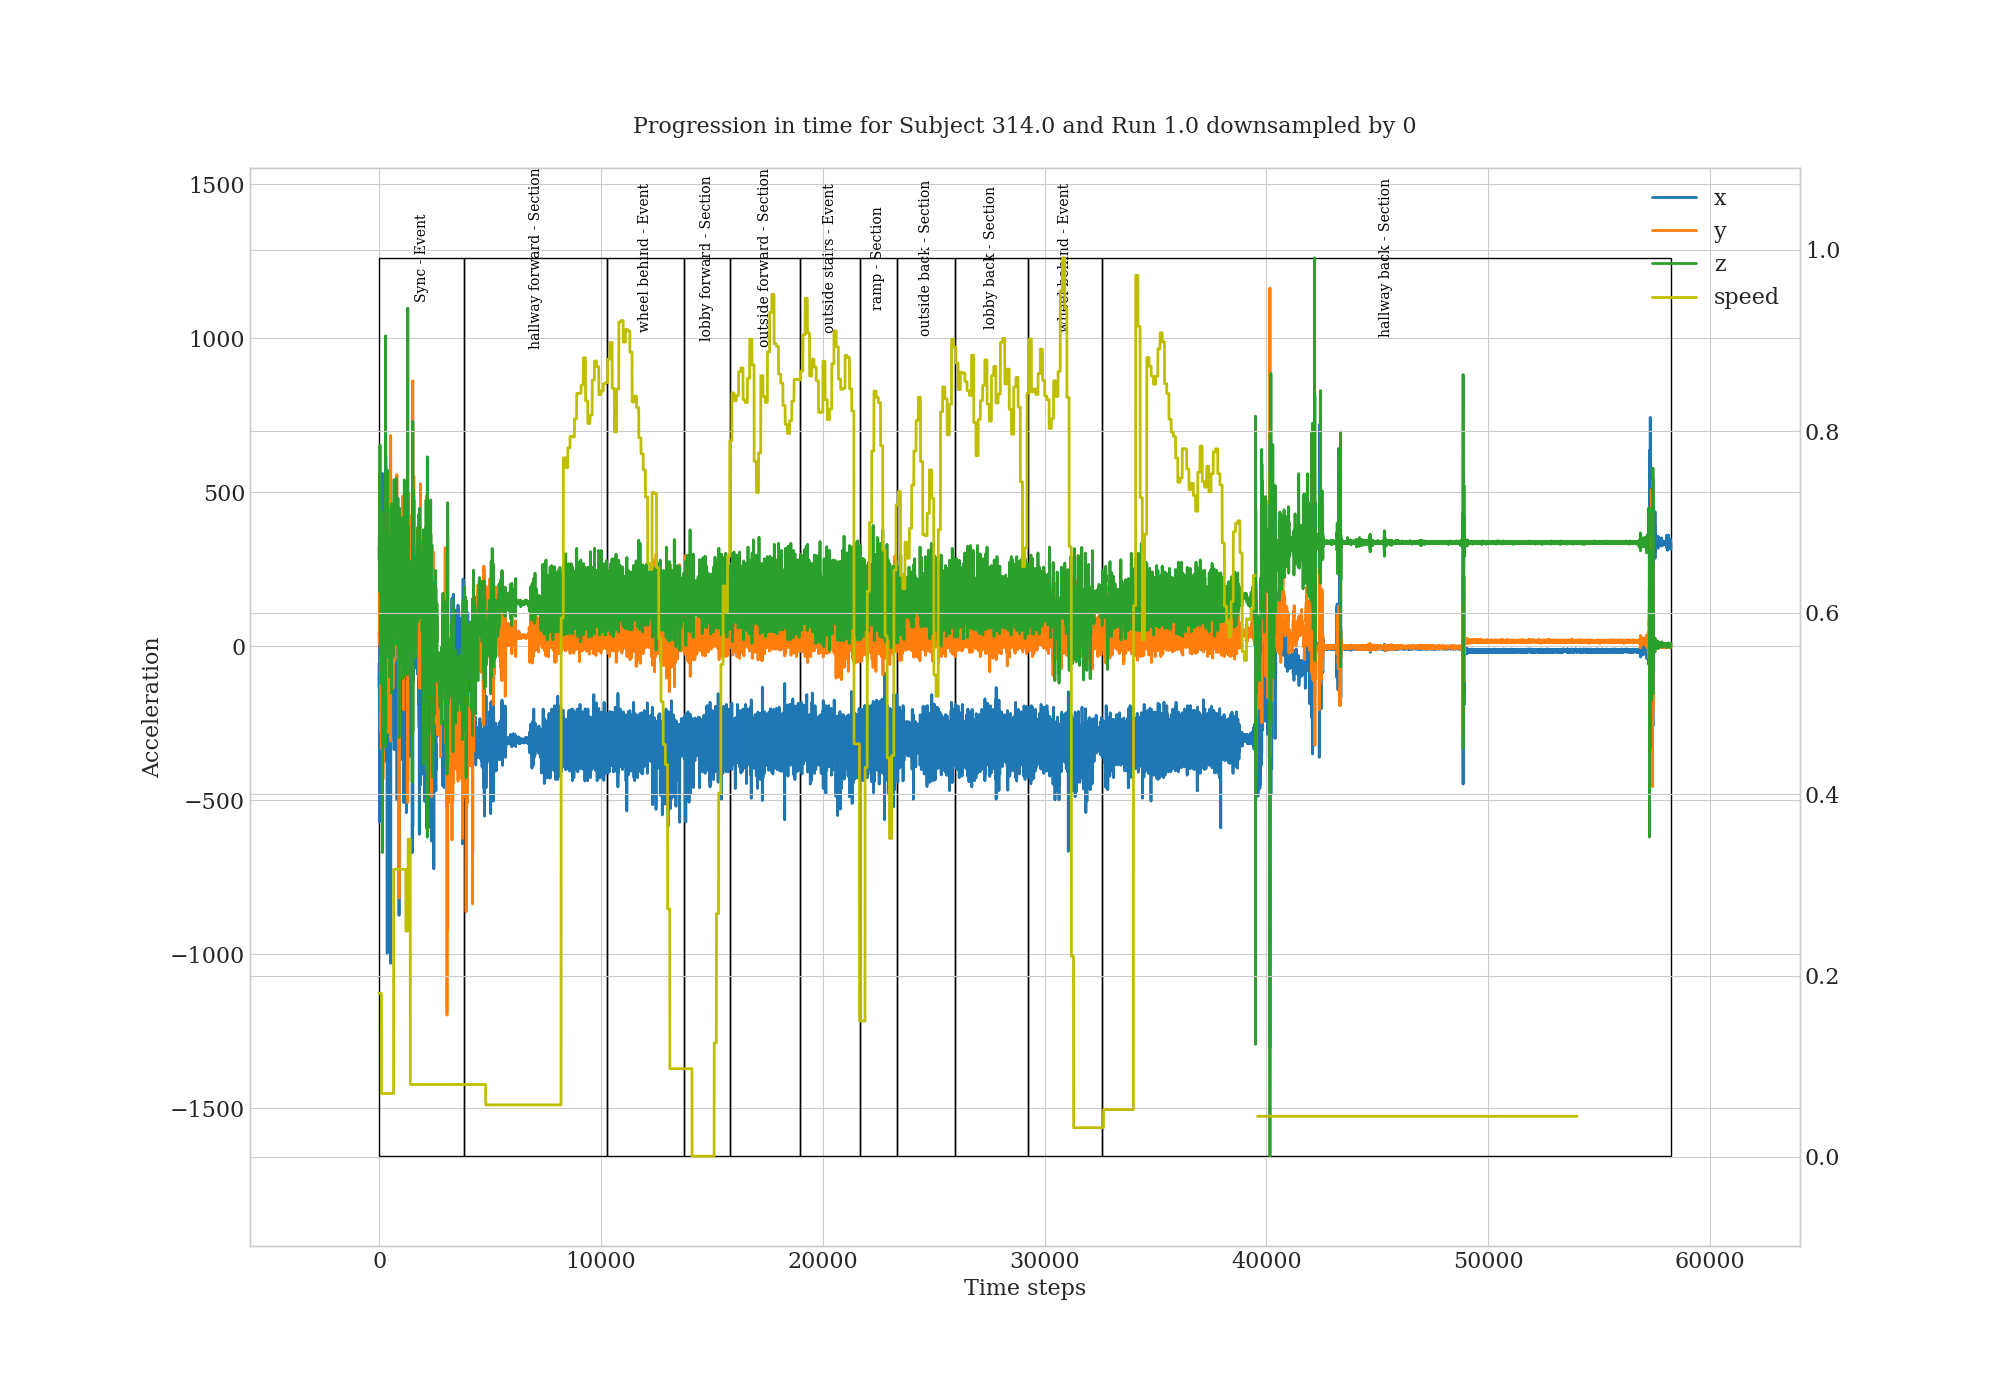 Progression in time for Subject 314.0 and Run 1.0 downsampled by 0
Acceleration
1500
1000
500
0
−500
−1000
−1500
Sync - Event
hallway forward - Section
wheel behind - Event
lobby forward - Section
outside forward - Section
outside stairs - Event
ramp - Section
outside back - Section
lobby back - Section
wheel behind - Event
hallway back - Section
x
y
z
speed
1.0
0.8
0.6
0.4
0.2
0.0
0 10000 20000 30000 40000 50000 60000
Time steps